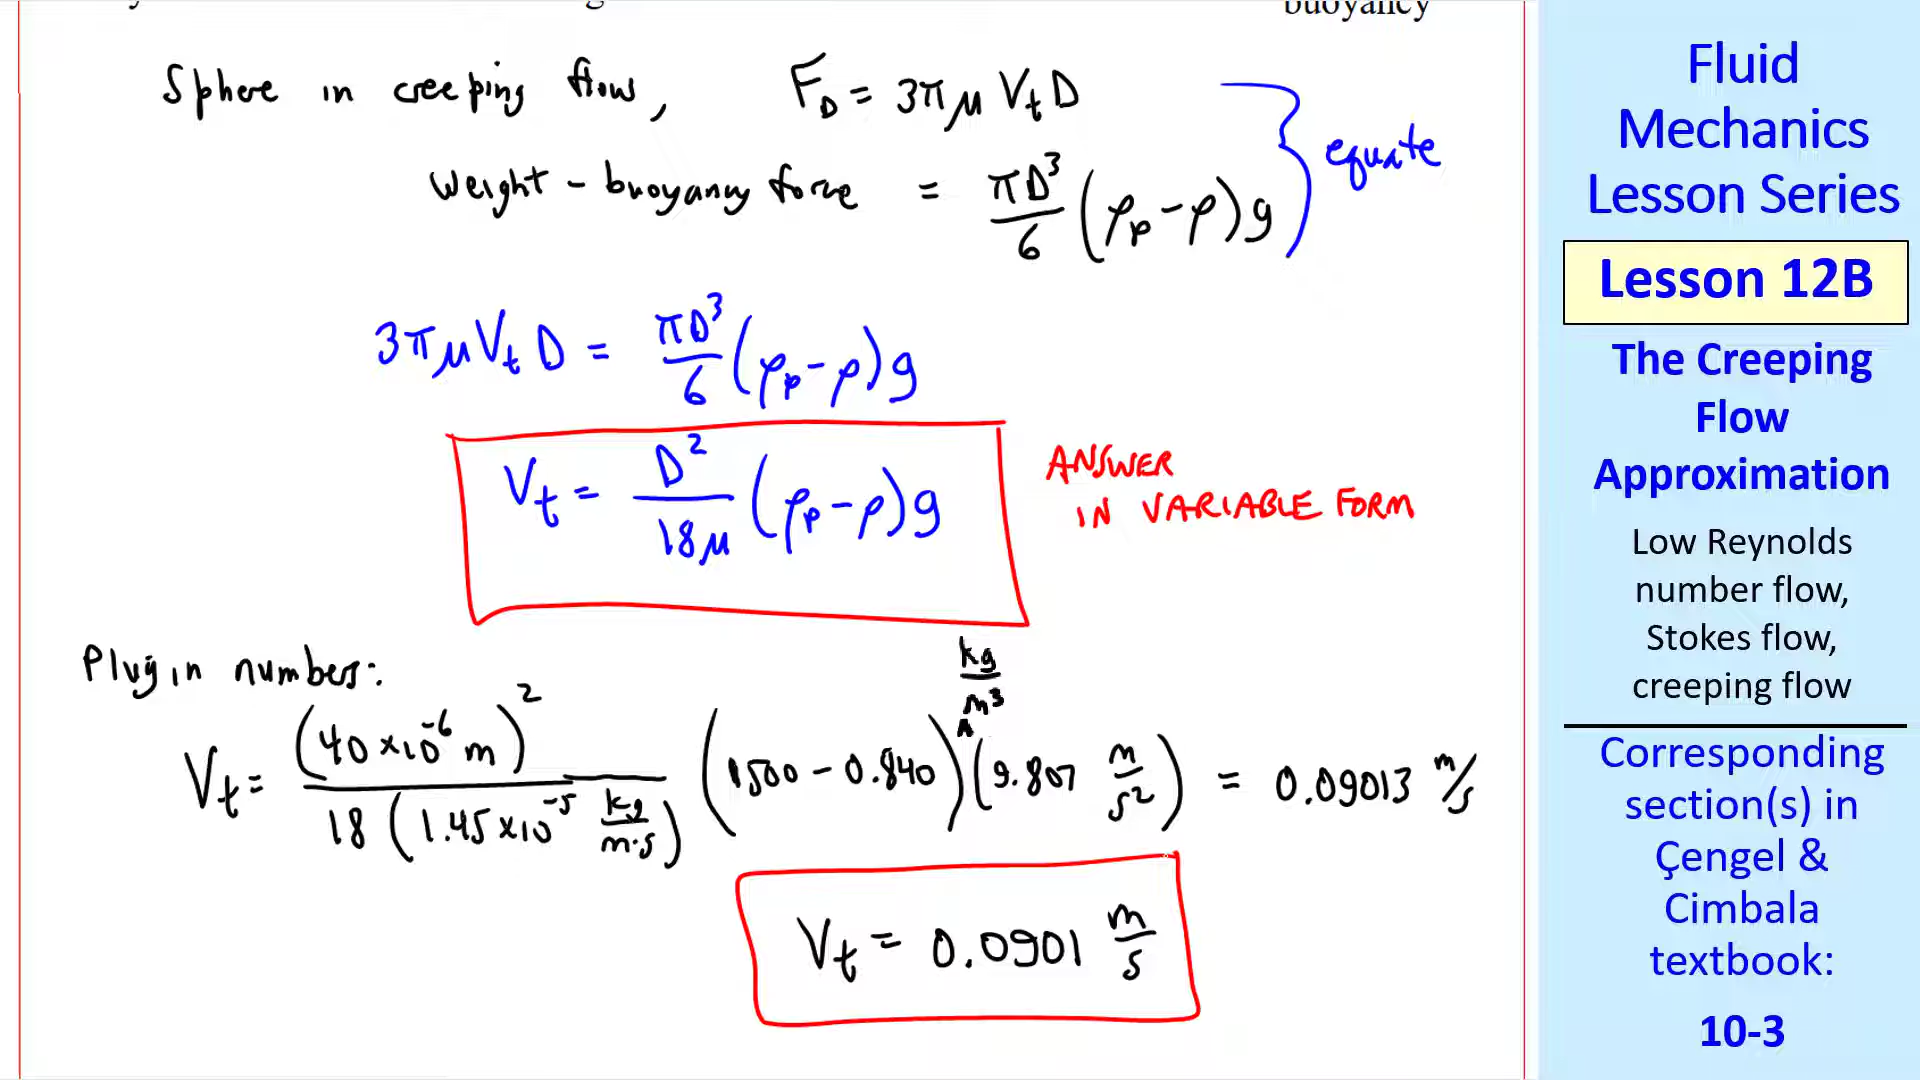 buoyancy
Sphere in creeping flow, F_D = 3πμ V_t D
Weight - buoyancy force = πD³/6 (ρ_p - ρ)g
equate
3πμ V_t D = πD³/6 (ρ_p - ρ)g
V_t = D²/18μ (ρ_p - ρ)g
ANSWER
IN VARIABLE FORM
Plug in numbers:
V_t = (40×10⁻⁶ m)² / 18 (1.45×10⁻⁵ kg/m·s) (1500 - 0.840) kg/m³ (9.807 m/s²) = 0.09013 m/s
V_t = 0.0901 m/s
Fluid
Mechanics
Lesson Series
Lesson 12B
The Creeping
Flow
Approximation
Low Reynolds
number flow,
Stokes flow,
creeping flow
Corresponding
section(s) in
Çengel &
Cimbala
textbook:
10-3